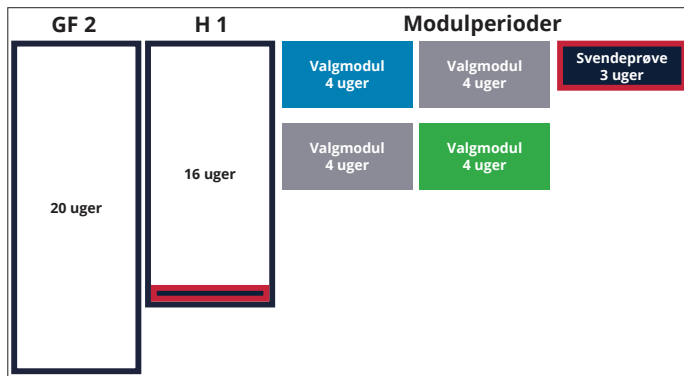 GF 2
H 1
Modulperioder
20 uger
16 uger
Valgmodul
4 uger
Valgmodul
4 uger
Svendeprøve
3 uger
Valgmodul
4 uger
Valgmodul
4 uger